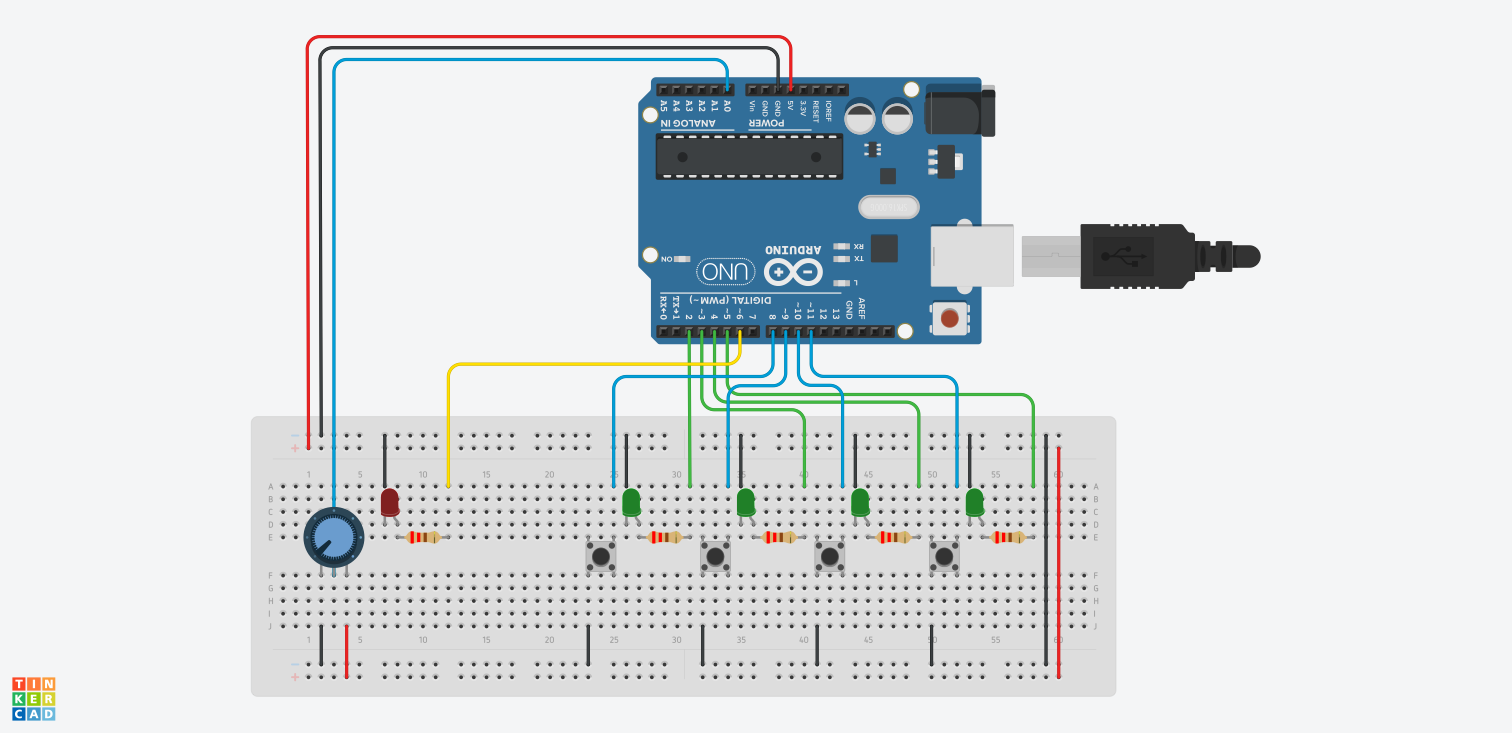 A5 A4 A3 A2 A1 A0 Vin GND GND 5V 3.3V RESET IOREF
ANALOG IN POWER
ARDUINO
UNO
RX
TX
ON
L
DIGITAL (PWM~)
RX←0 TX→1 2 ~3 4 ~5 ~6 7 8 ~9 ~10 ~11 12 13 GND AREF
−
+
1 5 10 15 20 25 30 35 40 45 50 55 60
A A
B B
C C
D D
E E
F F
G G
H H
I I
J J
1 5 10 15 20 25 30 35 40 45 50 55 60
−
+
TIN
KER
CAD